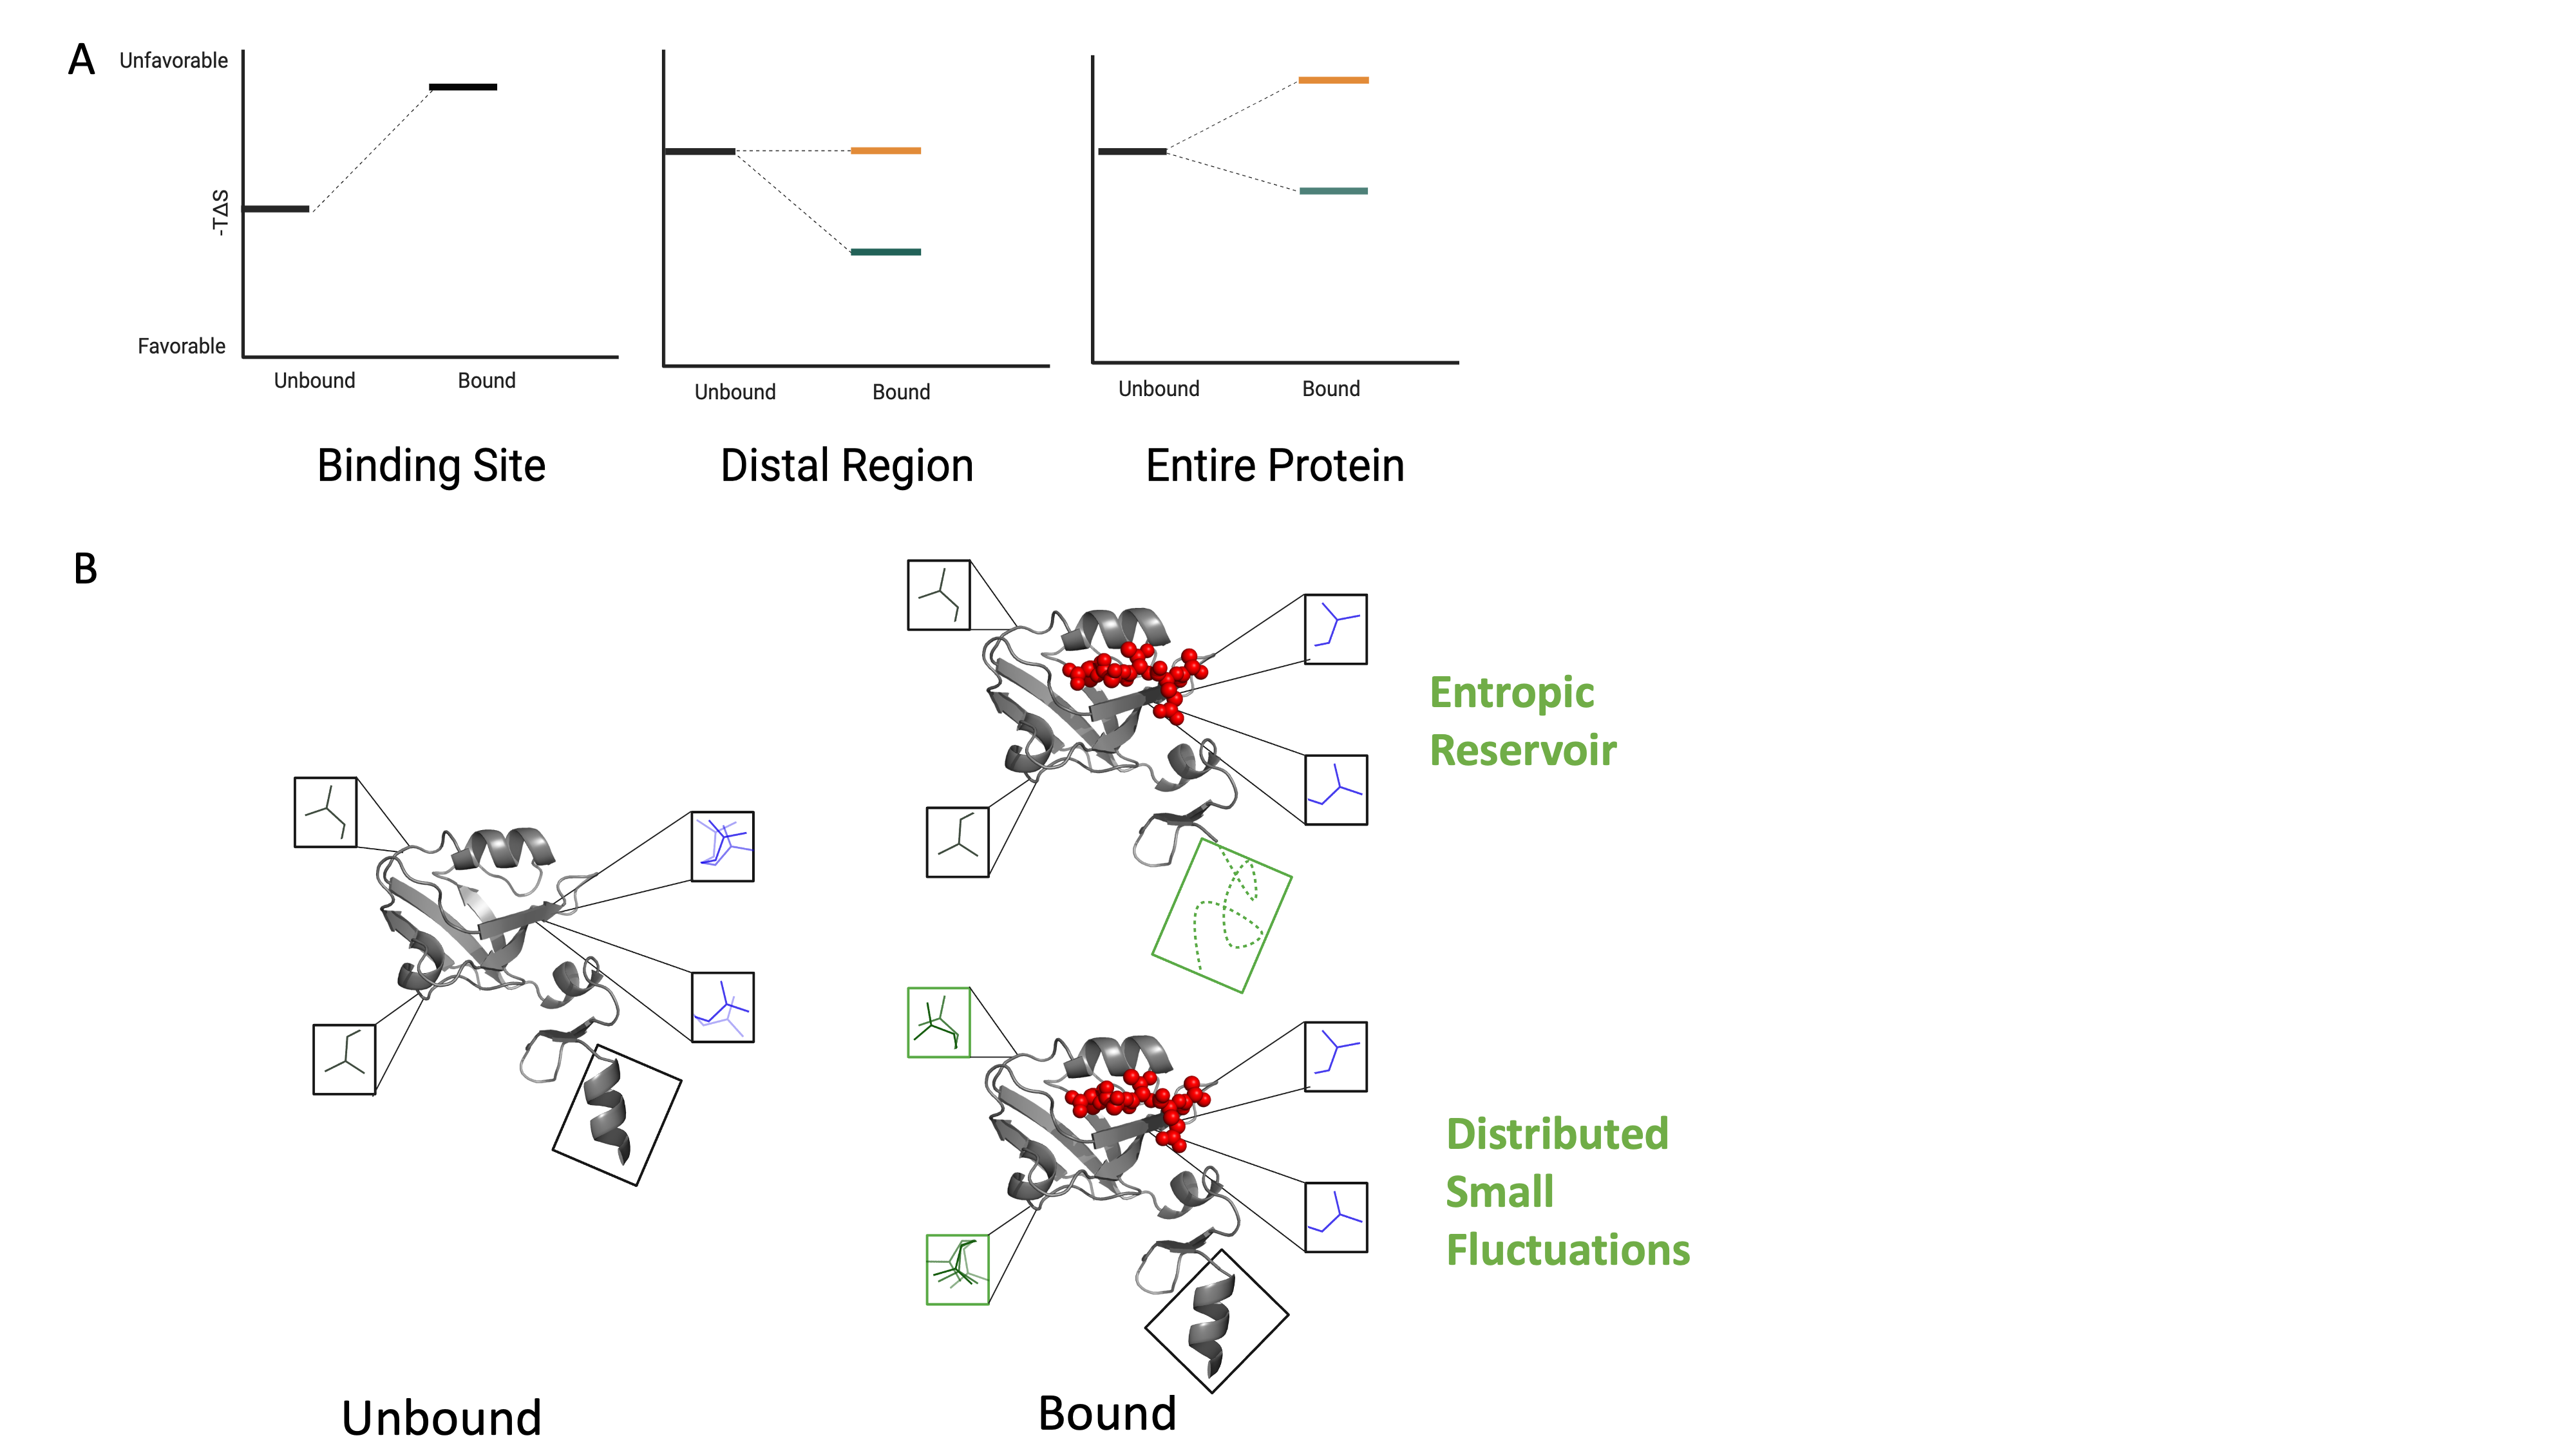 A
Unfavorable
-TΔS
Favorable
Unbound
Bound
Binding Site
Unbound
Bound
Distal Region
Unbound
Bound
Entire Protein
B
Entropic
Reservoir
Distributed
Small
Fluctuations
Unbound
Bound